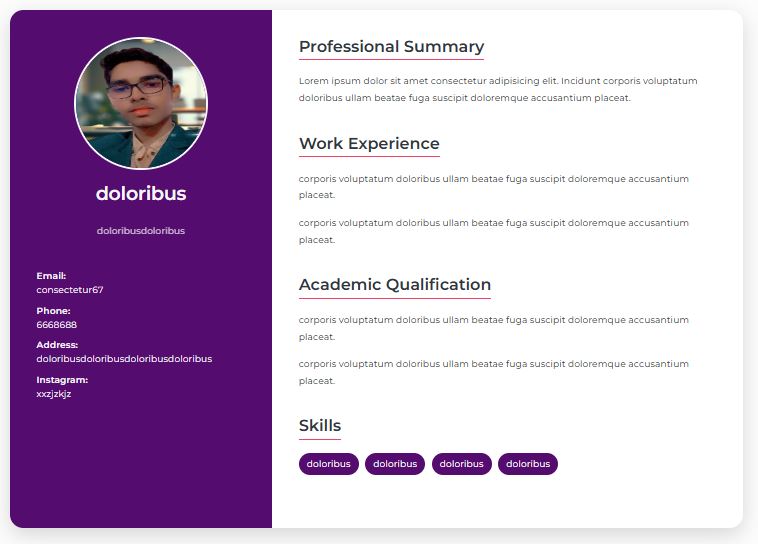 doloribus
doloribusdoloribus
Email:
consectetur67
Phone:
6668688
Address:
doloribusdoloribusdoloribusdoloribus
Instagram:
xxzjzkjz
Professional Summary
Lorem ipsum dolor sit amet consectetur adipisicing elit. Incidunt corporis voluptatum
doloribus ullam beatae fuga suscipit doloremque accusantium placeat.
Work Experience
corporis voluptatum doloribus ullam beatae fuga suscipit doloremque accusantium
placeat.
corporis voluptatum doloribus ullam beatae fuga suscipit doloremque accusantium
placeat.
Academic Qualification
corporis voluptatum doloribus ullam beatae fuga suscipit doloremque accusantium
placeat.
corporis voluptatum doloribus ullam beatae fuga suscipit doloremque accusantium
placeat.
Skills
doloribus doloribus doloribus doloribus